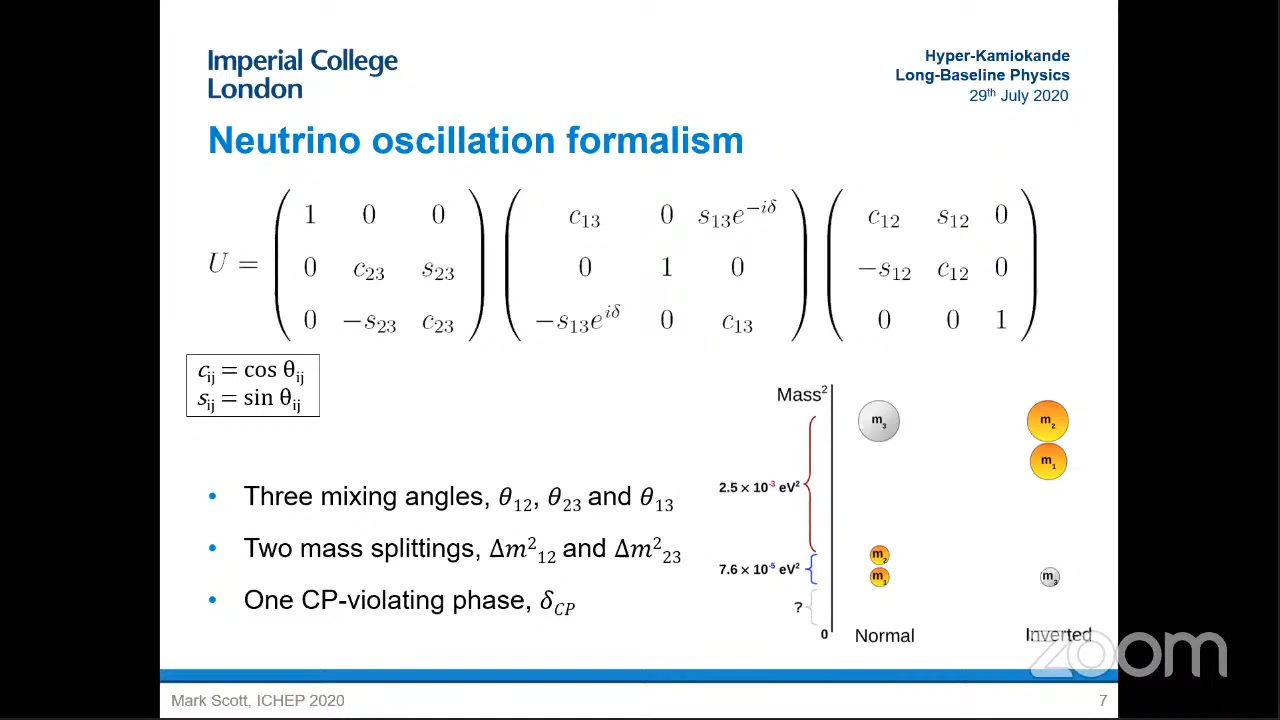 Imperial College
London
Hyper-Kamiokande
Long-Baseline Physics
29th July 2020
Neutrino oscillation formalism
U = ( 1 0 0 ) ( c₁₃ 0 s₁₃e^{−iδ} ) ( c₁₂ s₁₂ 0 )
( 0 c₂₃ s₂₃ ) ( 0 1 0 ) ( −s₁₂ c₁₂ 0 )
( 0 −s₂₃ c₂₃ ) ( −s₁₃e^{iδ} 0 c₁₃ ) ( 0 0 1 )
cᵢⱼ = cos θᵢⱼ
sᵢⱼ = sin θᵢⱼ
• Three mixing angles, θ₁₂, θ₂₃ and θ₁₃
• Two mass splittings, Δm²₁₂ and Δm²₂₃
• One CP-violating phase, δ_CP
Mass²
m₃
m₂
m₁
2.5 × 10⁻³ eV²
m₂
7.6 × 10⁻⁵ eV²
m₁
m₃
?
0
Normal
Inverted
zoom
Mark Scott, ICHEP 2020
7